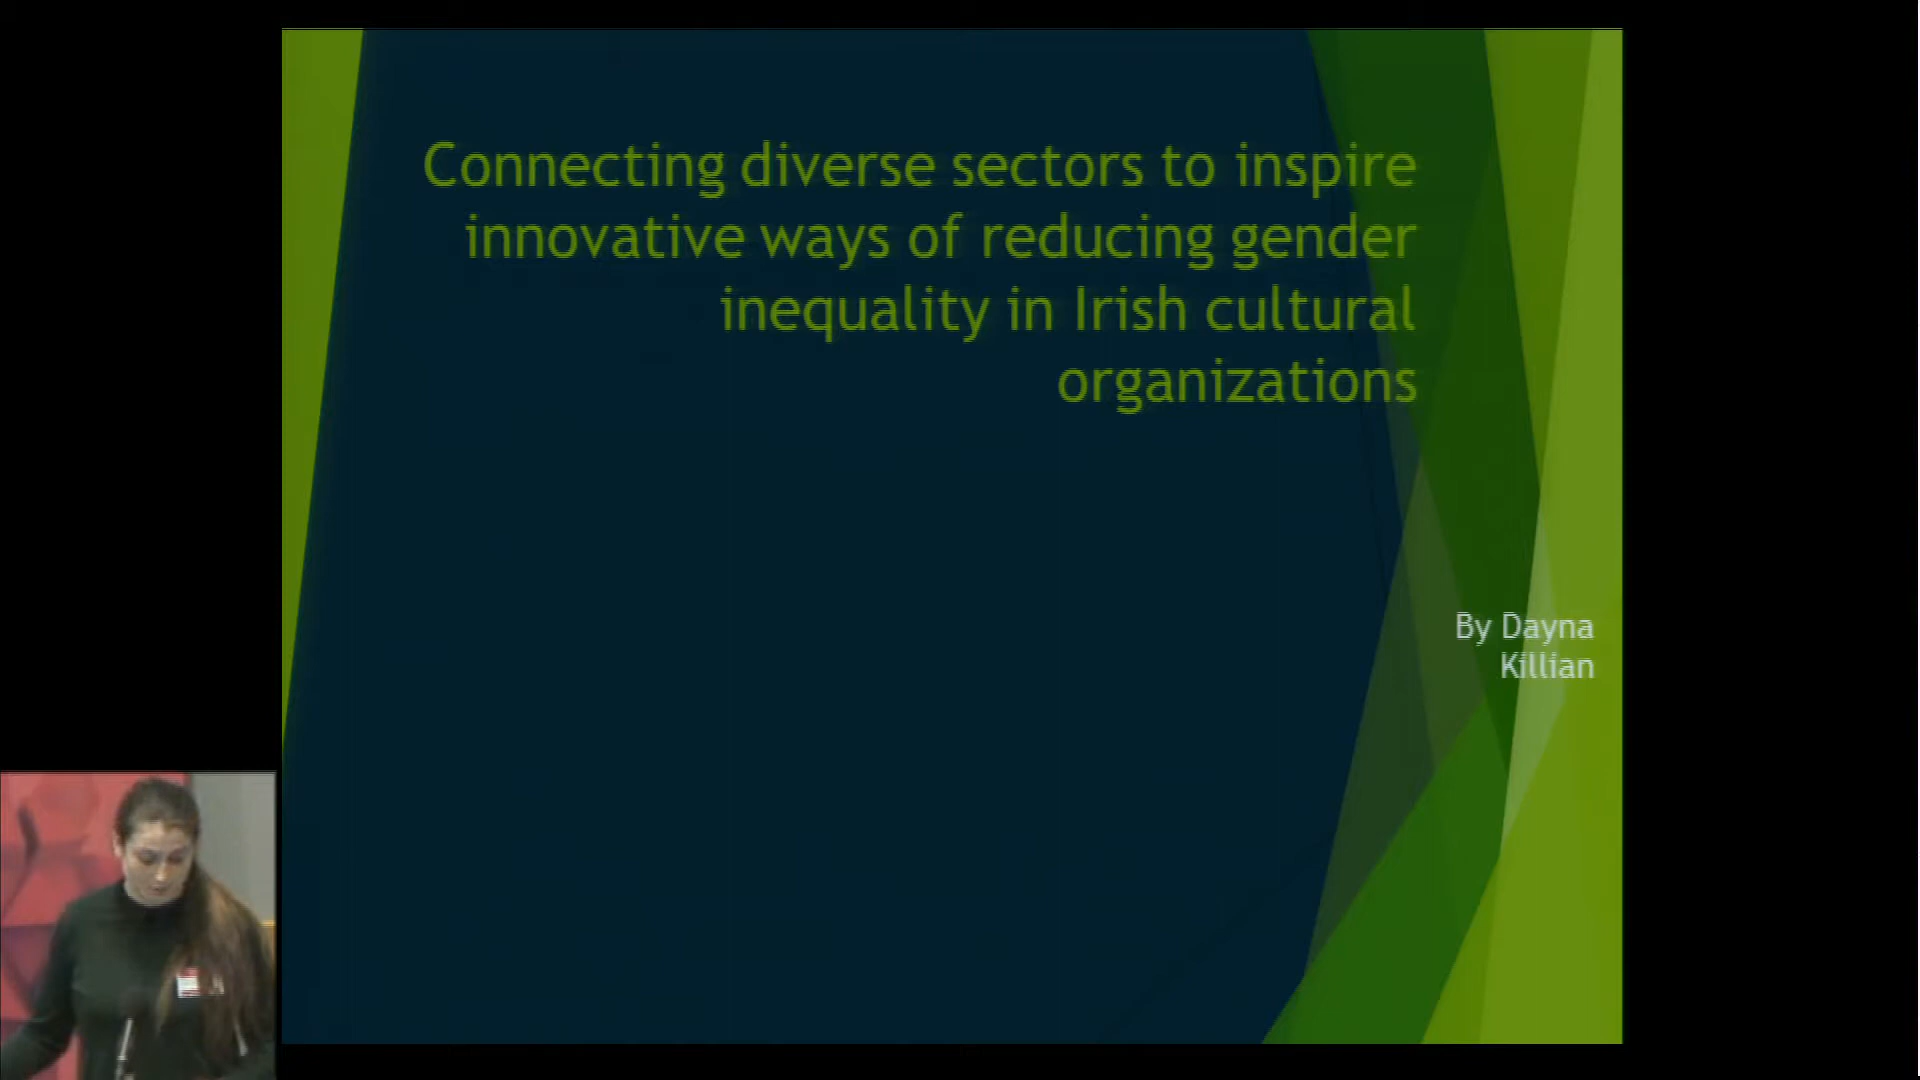 Connecting diverse sectors to inspire
innovative ways of reducing gender
inequality in Irish cultural
organizations
By Dayna
Killian